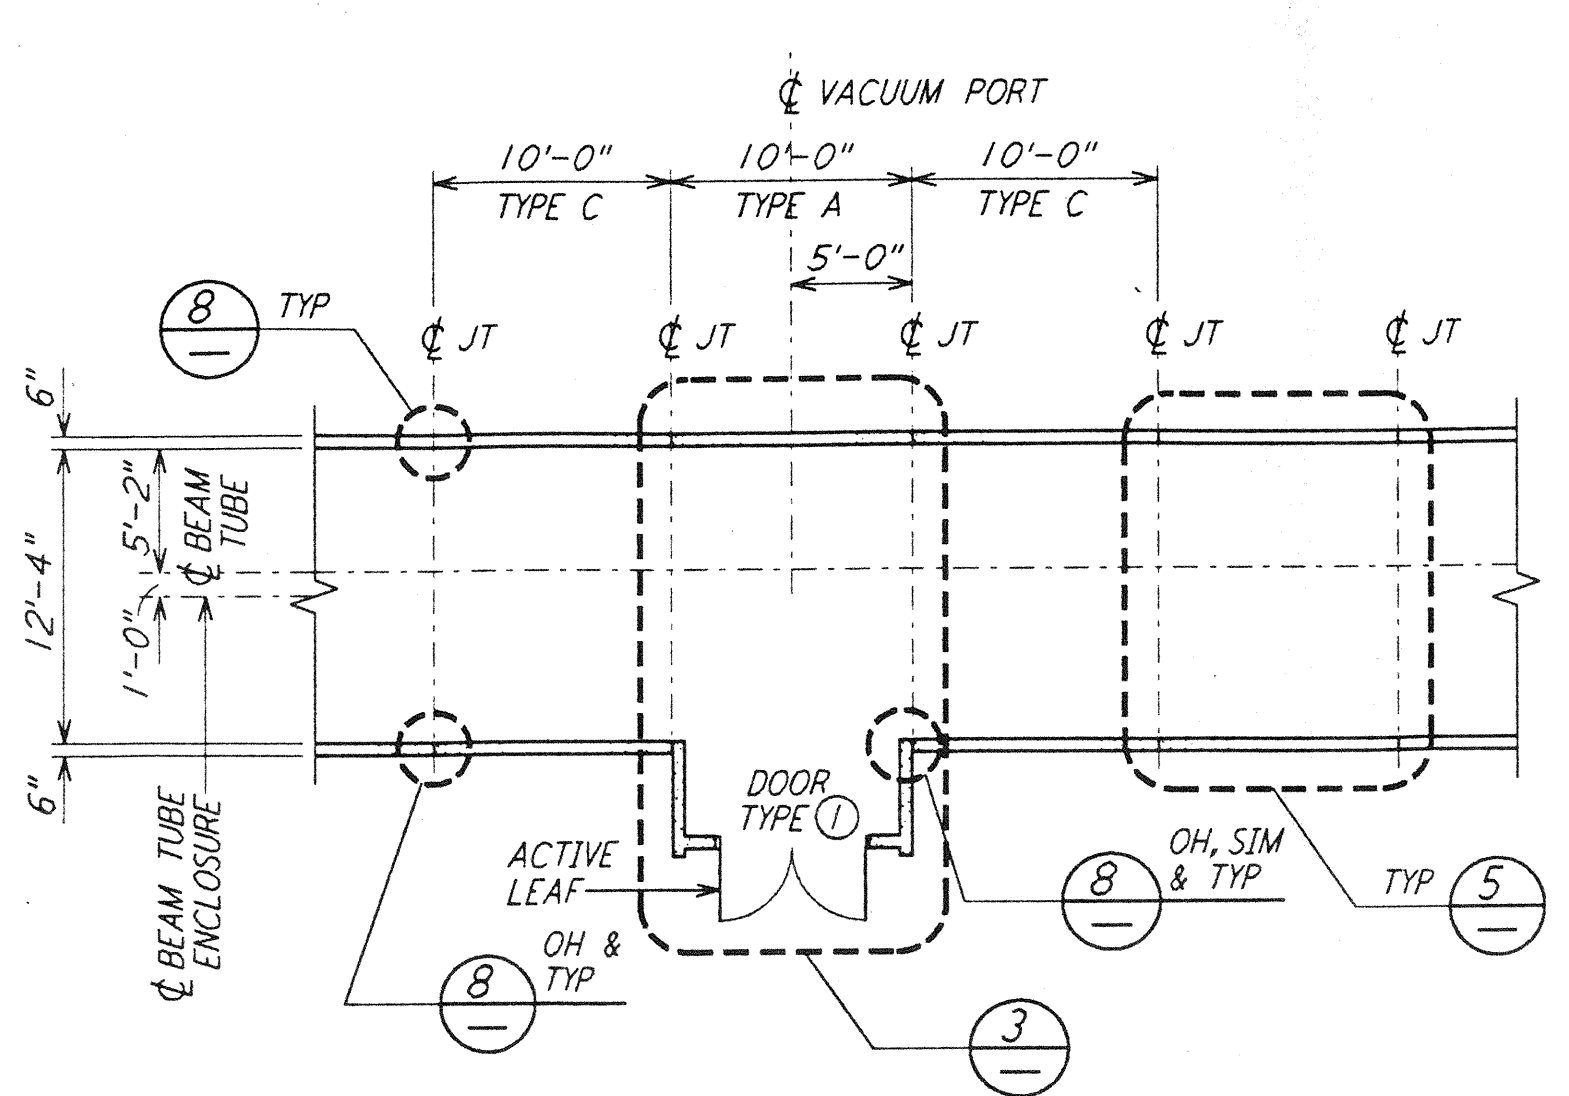 ℄ VACUUM PORT
10'-0" 10'-0" 10'-0"
TYPE C TYPE A TYPE C
5'-0"
8 TYP
℄ JT ℄ JT ℄ JT ℄ JT ℄ JT
6"
12'-4"
6"
5'-2"
1'-0"
℄ BEAM
TUBE
℄ BEAM TUBE
ENCLOSURE
DOOR
TYPE 1
ACTIVE
LEAF
OH &
TYP
8
OH, SIM
& TYP
8
TYP 5
3